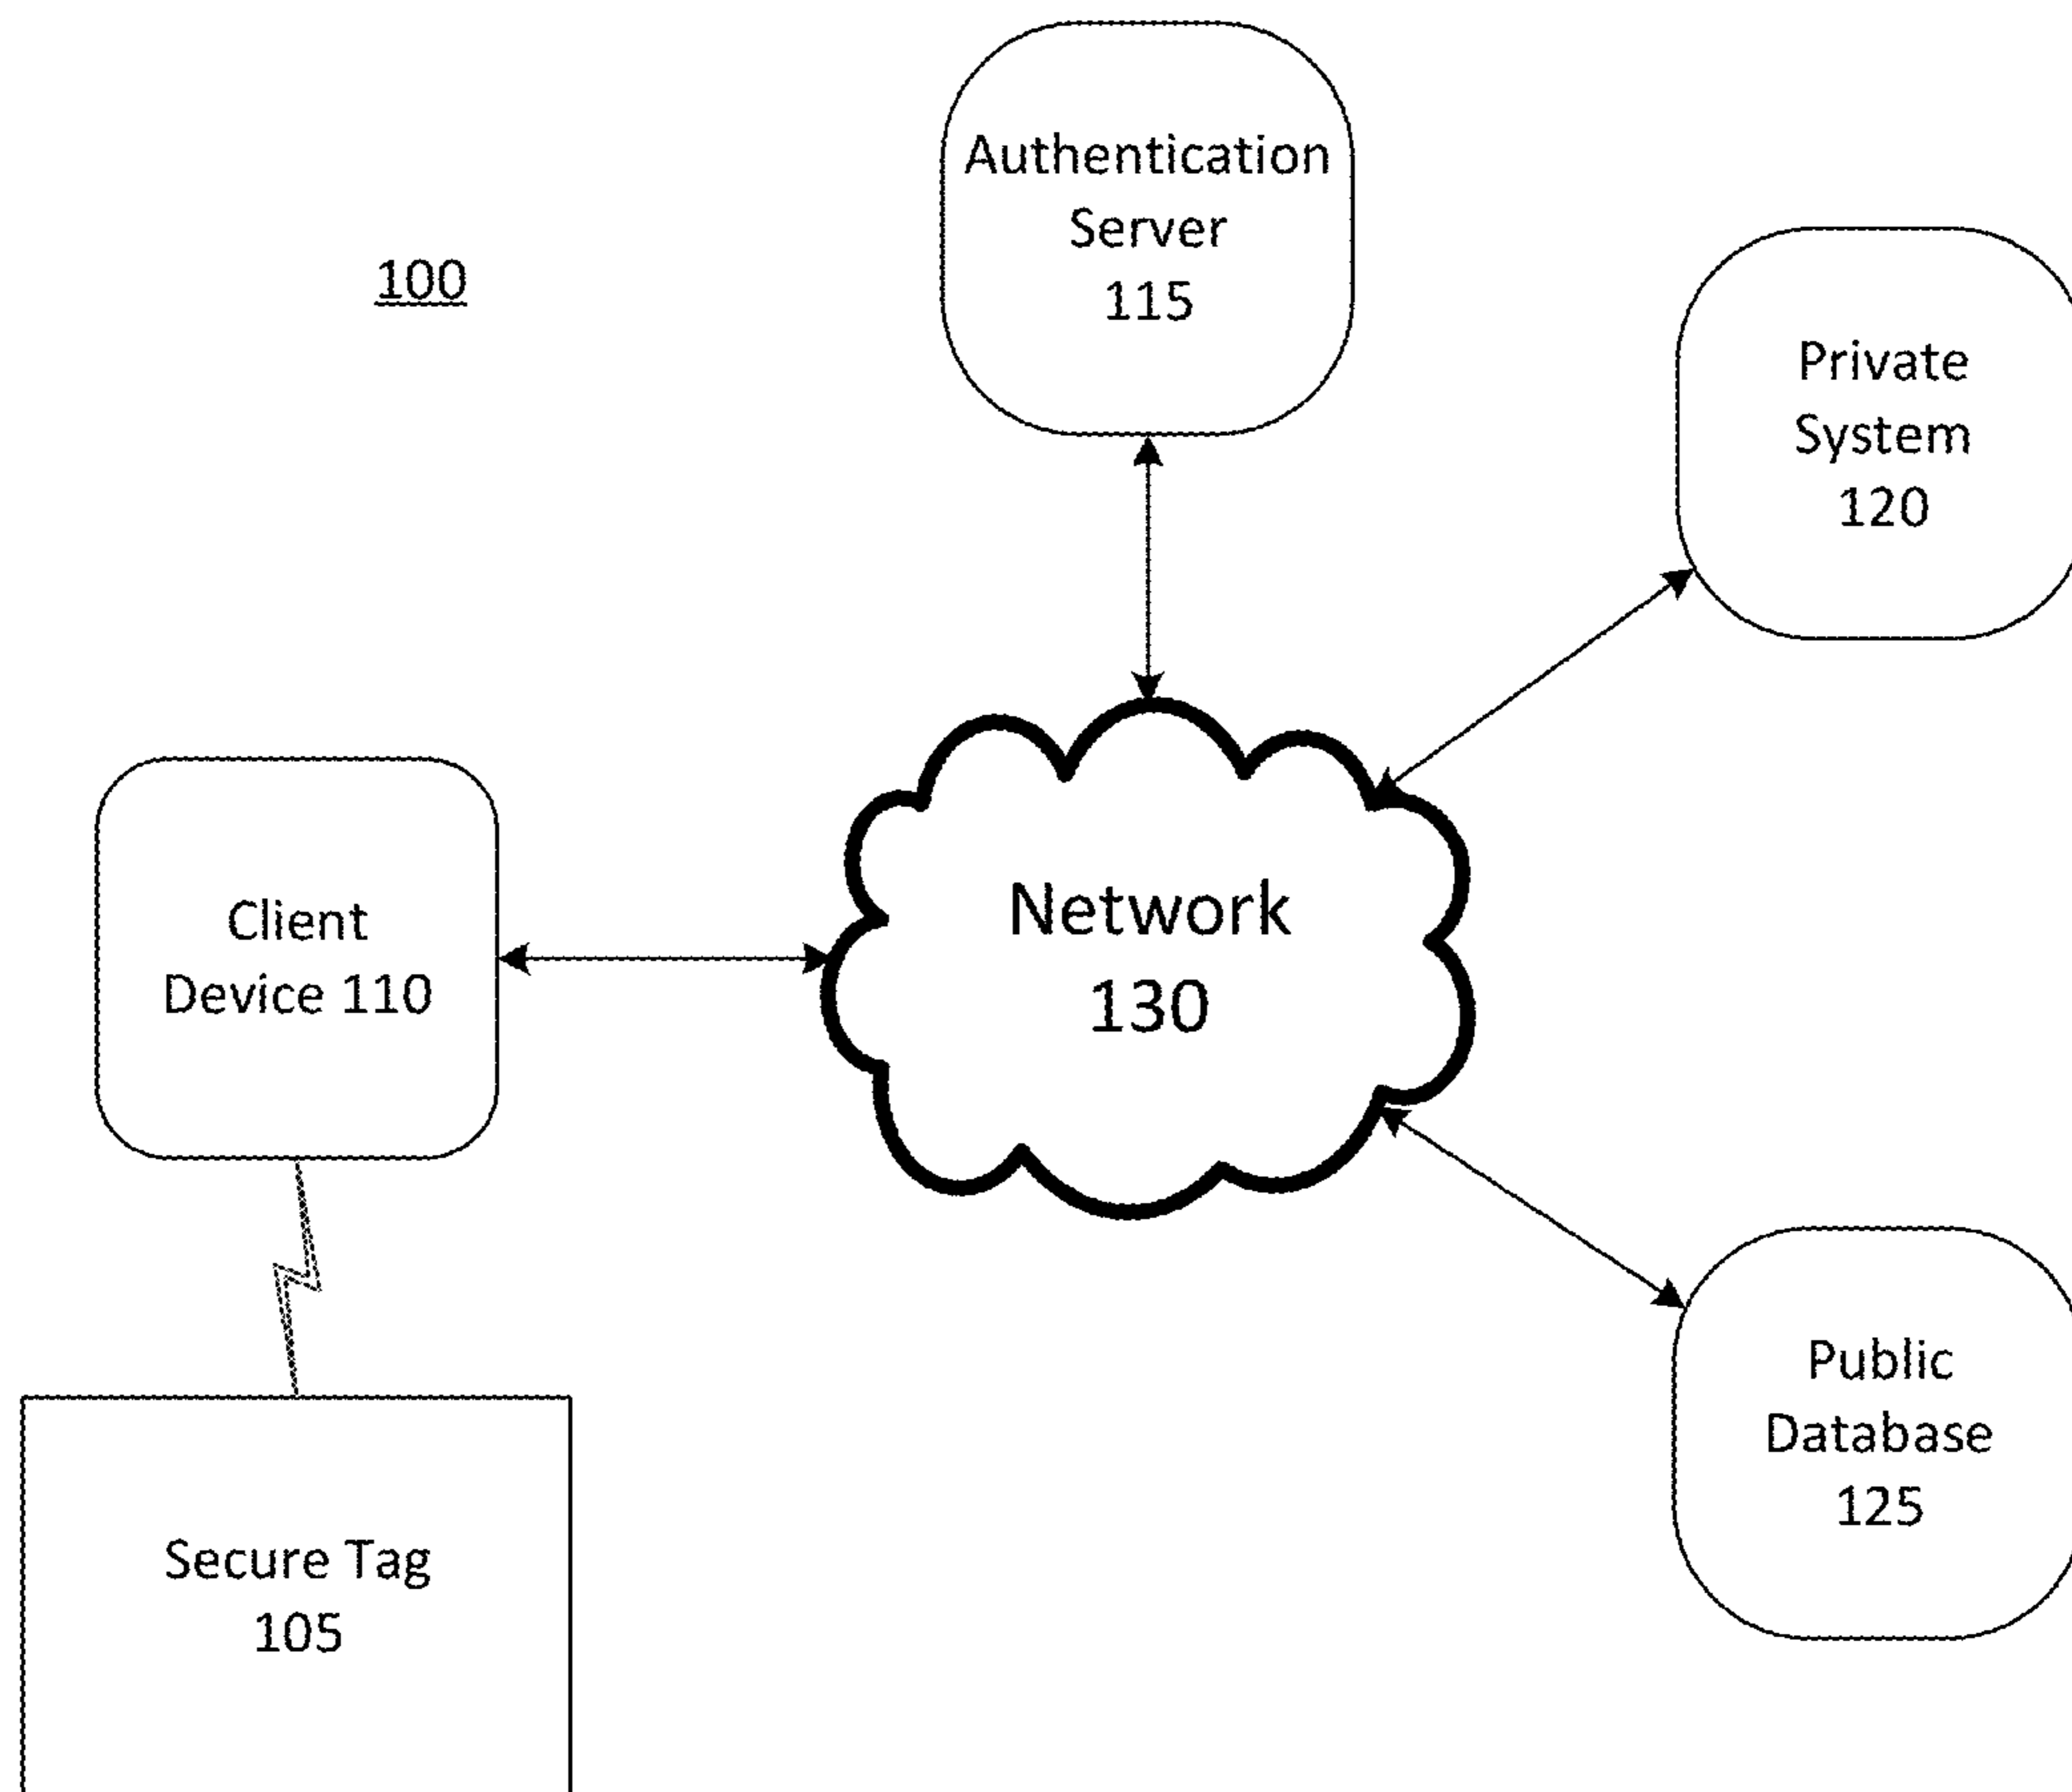 100
Authentication
Server
115
Private
System
120
Client
Device 110
Network
130
Public
Database
125
Secure Tag
105